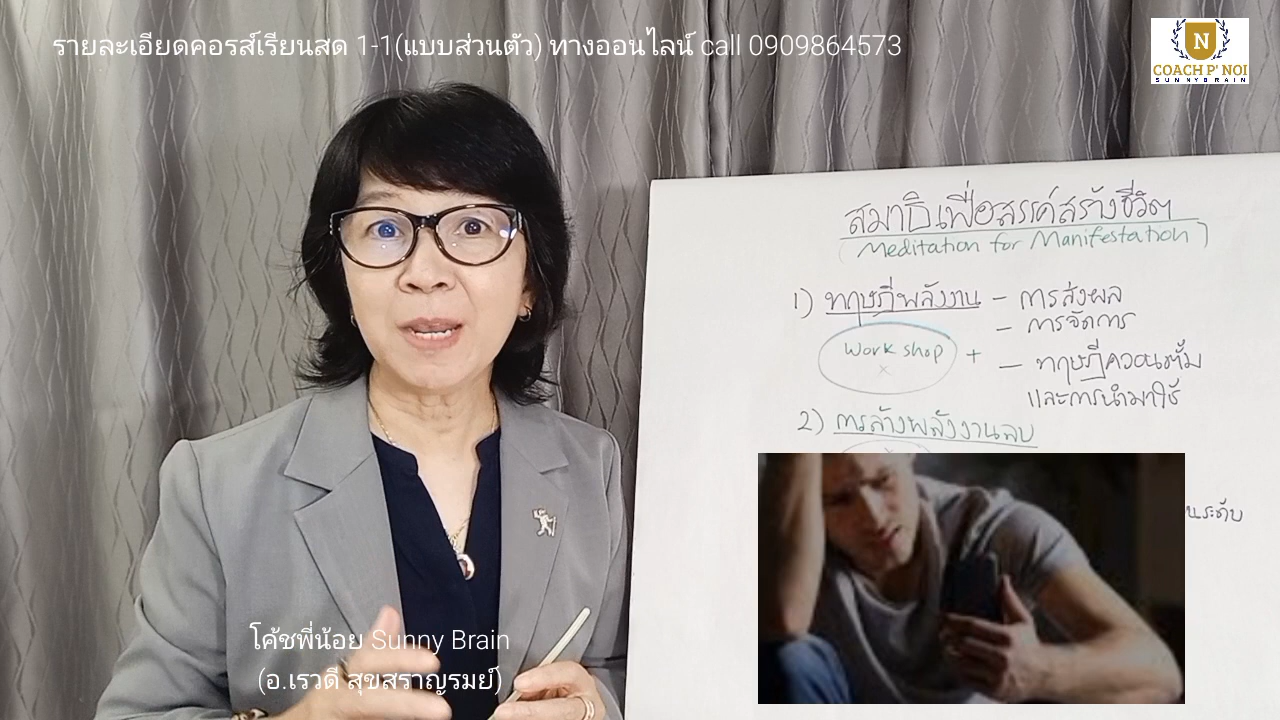 รายละเอียดคอรส์เรียนสด 1-1(แบบส่วนตัว) ทางออนไลน์ call 0909864573
N
COACH P' NOI
SUNNYBRAIN
สมาธิเพื่อสรรค์สร้างชีวิต
(Meditation for Manifestation)
1) ทฤษฎีพลังงาน - การส่งผล
- การจัดการ
Work shop + - ทฤษฎีควอนตั้ม
และการนำมาใช้
2) การล้างพลังงานลบ
ระดับ
โค้ชพี่น้อย Sunny Brain
(อ.เรวดี สุขสราญรมย์)